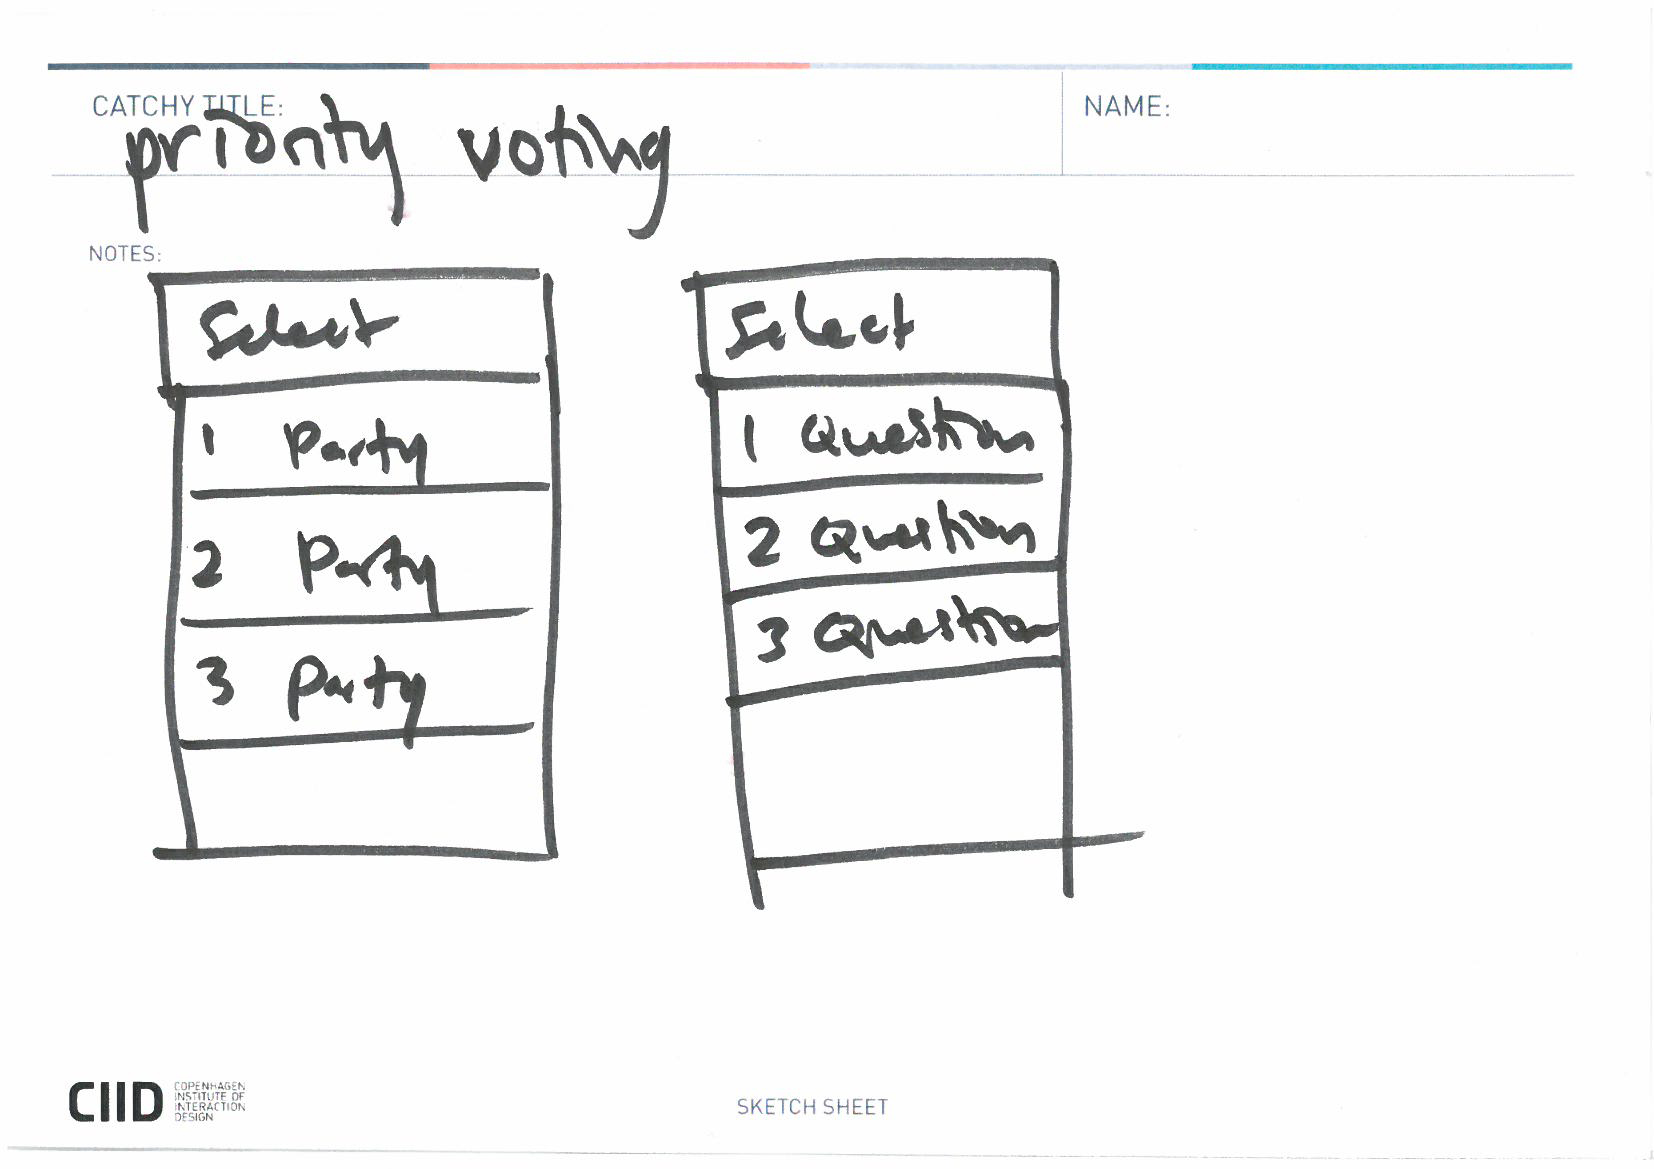 CATCHY TITLE:
priority voting
NAME:
NOTES:
Select
1 Party
2 Party
3 Party
Select
1 Question
2 Question
3 Question
CIID
COPENHAGEN
INSTITUTE OF
INTERACTION
DESIGN
SKETCH SHEET